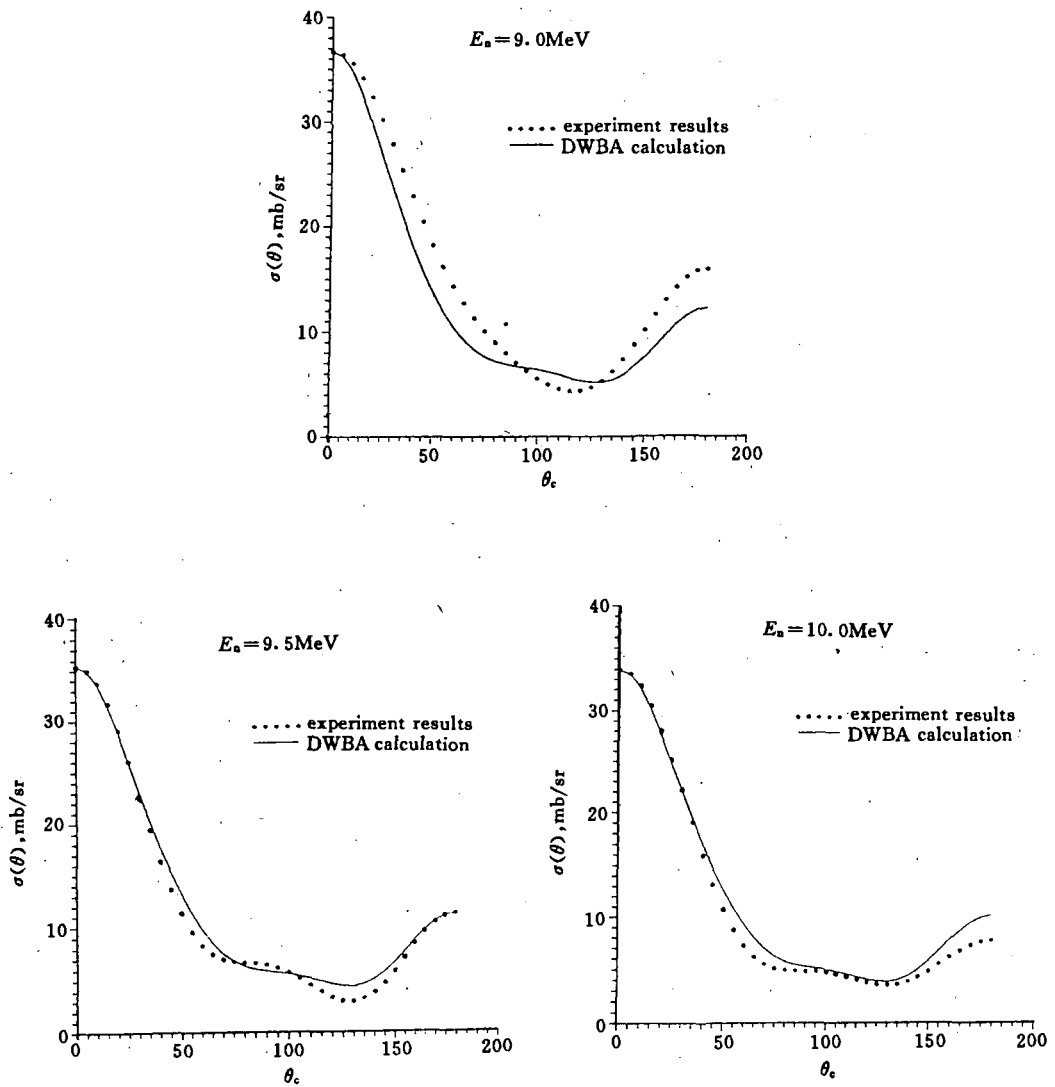 40
30
20
10
0
σ(θ),mb/sr
Eₙ=9.0MeV
experiment results
DWBA calculation
0
50
100
150
200
θc
40
30
20
10
0
σ(θ),mb/sr
Eₙ=9.5MeV
experiment results
DWBA calculation
0
50
100
150
200
θc
40
30
20
10
0
σ(θ),mb/sr
Eₙ=10.0MeV
experiment results
DWBA calculation
0
50
100
150
200
θc